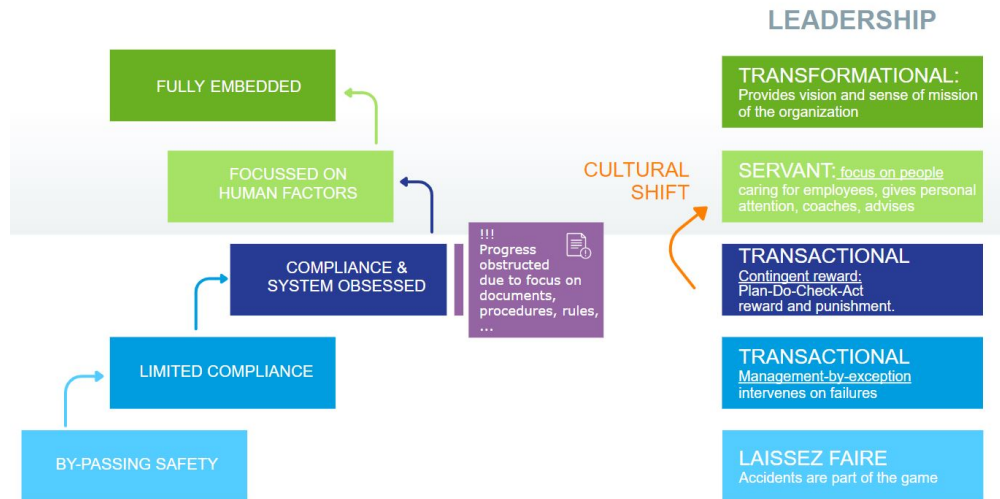 LEADERSHIP
FULLY EMBEDDED
TRANSFORMATIONAL:
Provides vision and sense of mission
of the organization
FOCUSSED ON
HUMAN FACTORS
CULTURAL
SHIFT
SERVANT: focus on people
caring for employees, gives personal
attention, coaches, advises
COMPLIANCE &
SYSTEM OBSESSED
!!!
Progress
obstructed
due to focus on
documents,
procedures, rules,
...
TRANSACTIONAL
Contingent reward:
Plan-Do-Check-Act
reward and punishment.
LIMITED COMPLIANCE
TRANSACTIONAL
Management-by-exception
intervenes on failures
BY-PASSING SAFETY
LAISSEZ FAIRE
Accidents are part of the game